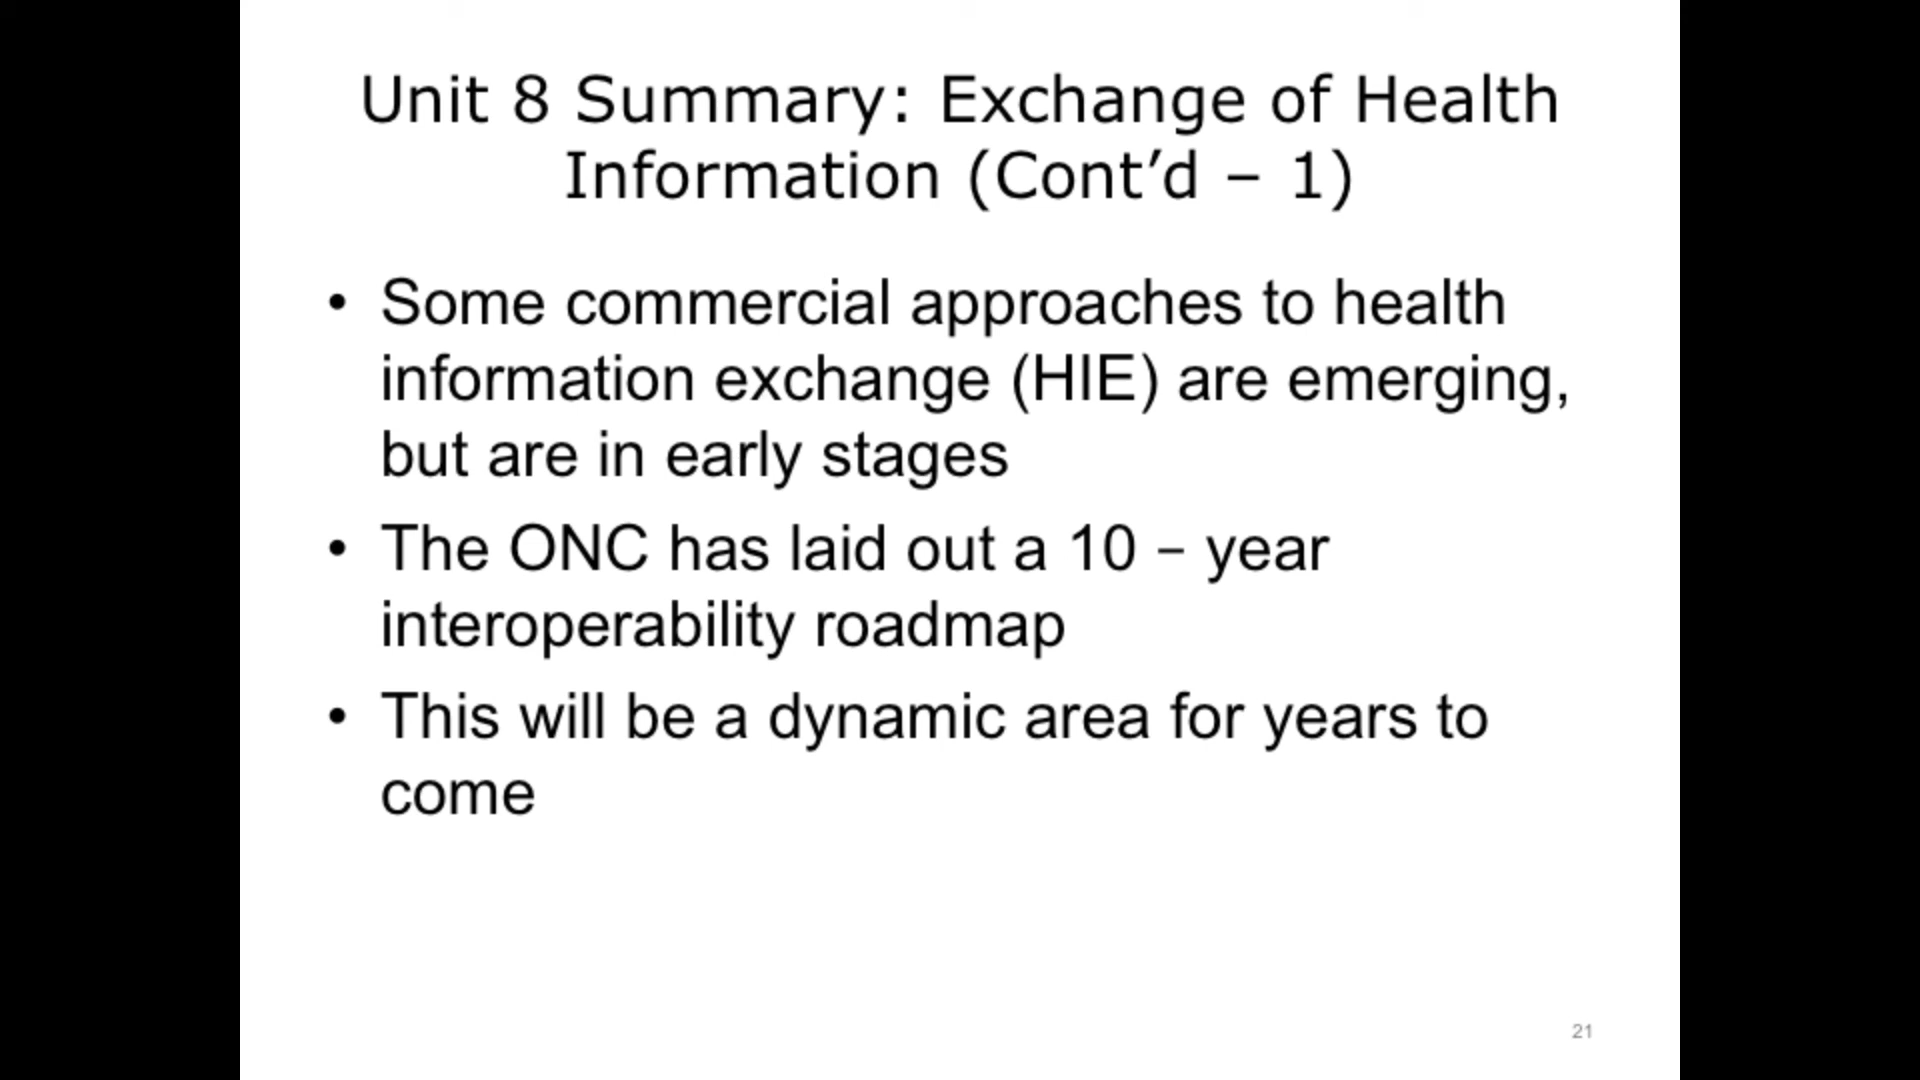 Unit 8 Summary: Exchange of Health
Information (Cont’d – 1)
• Some commercial approaches to health
information exchange (HIE) are emerging,
but are in early stages
• The ONC has laid out a 10 – year
interoperability roadmap
• This will be a dynamic area for years to
come
21